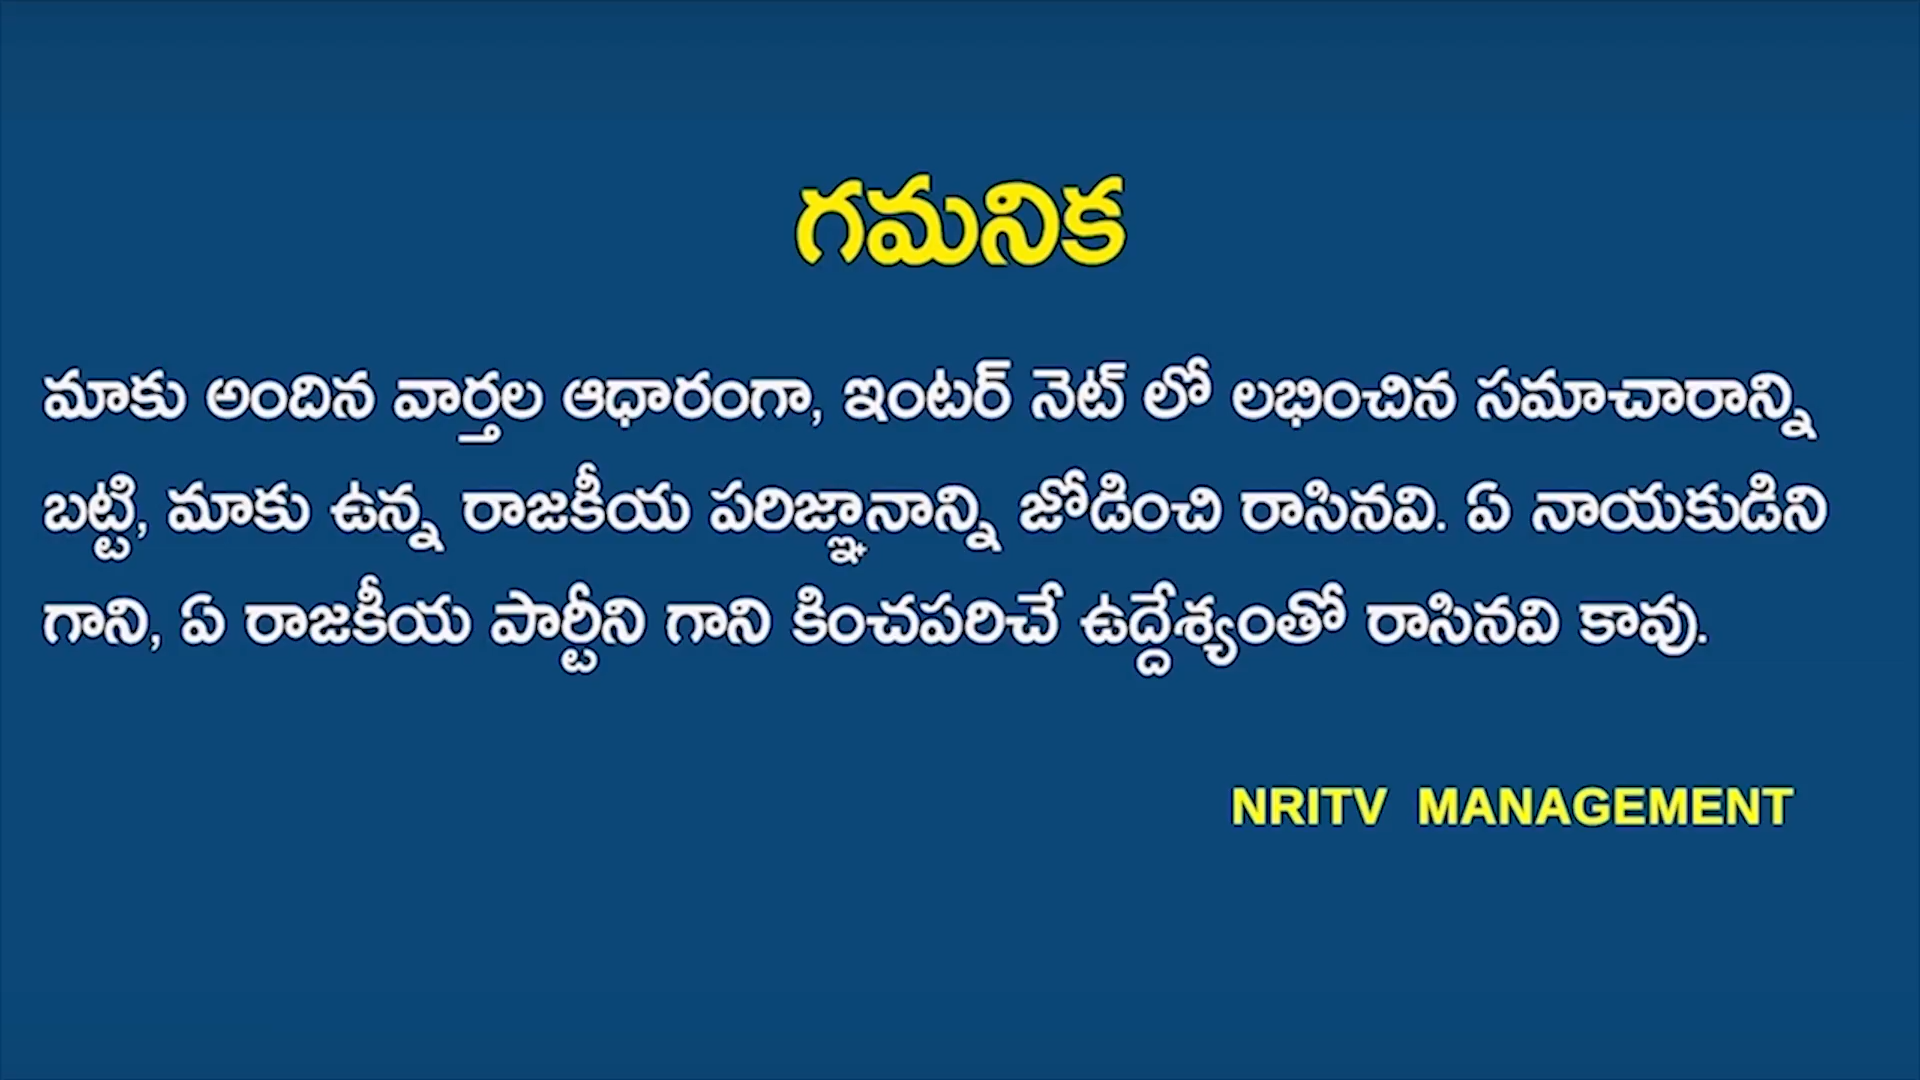 గమనిక
మాకు అందిన వార్తల ఆధారంగా, ఇంటర్ నెట్ లో లభించిన సమాచారాన్ని
బట్టి, మాకు ఉన్న రాజకీయ పరిజ్ఞానాన్ని జోడించి రాసినవి. ఏ నాయకుడిని
గాని, ఏ రాజకీయ పార్టీని గాని కించపరిచే ఉద్దేశ్యంతో రాసినవి కావు.
NRITV MANAGEMENT